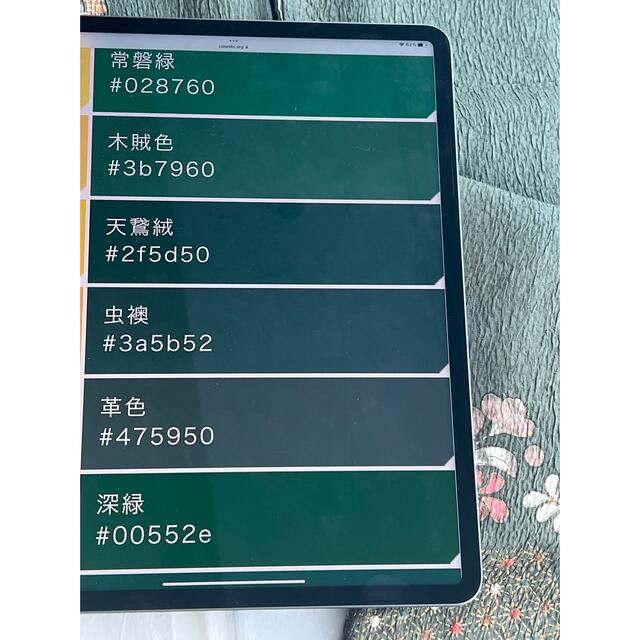 常磐緑
#028760
木賊色
#3b7960
天鵞絨
#2f5d50
虫襖
#3a5b52
革色
#475950
深緑
#00552e